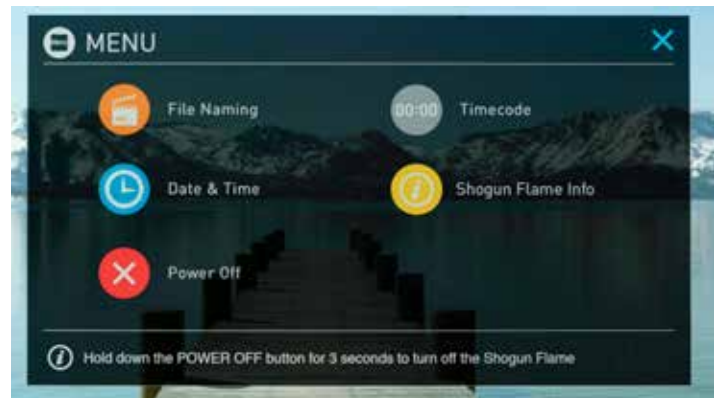 MENU
File Naming
00:00 Timecode
Date & Time
Shogun Flame Info
Power Off
Hold down the POWER OFF button for 3 seconds to turn off the Shogun Flame